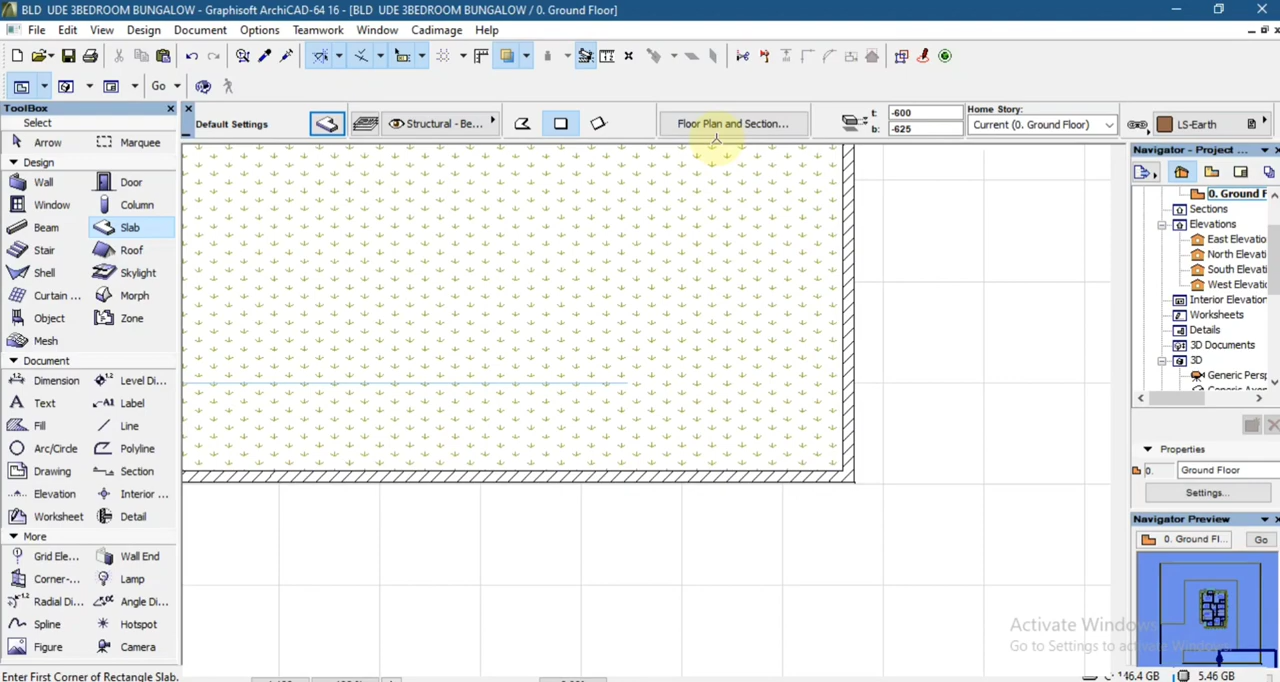 BLD UDE 3BEDROOM BUNGALOW - Graphisoft ArchiCAD-64 16 - [BLD UDE 3BEDROOM BUNGALOW / 0. Ground Floor]
File Edit View Design Document Options Teamwork Window Cadimage Help
Go
ToolBox
Select
Default Settings
Structural - Be...
Floor Plan and Section...
t: -600
b: -625
Home Story:
Current (0. Ground Floor)
LS-Earth
Arrow Marquee
Design
Wall Door
Window Column
Beam Slab
Stair Roof
Shell Skylight
Curtain ... Morph
Object Zone
Mesh
Document
Dimension Level Di...
Text Label
Fill Line
Arc/Circle Polyline
Drawing Section
Elevation Interior ...
Worksheet Detail
More
Grid Ele... Wall End
Corner-... Lamp
Radial Di... Angle Di...
Spline Hotspot
Figure Camera
Enter First Corner of Rectangle Slab.
Navigator - Project ...
0. Ground F
Sections
Elevations
East Elevatio
North Elevati
South Elevati
West Elevatio
Interior Elevation
Worksheets
Details
3D Documents
3D
Generic Persp
Properties
0. Ground Floor
Settings...
Navigator Preview
0. Ground Fl... Go
Activate Windows
Go to Settings to activate Windows.
146.4 GB 5.46 GB